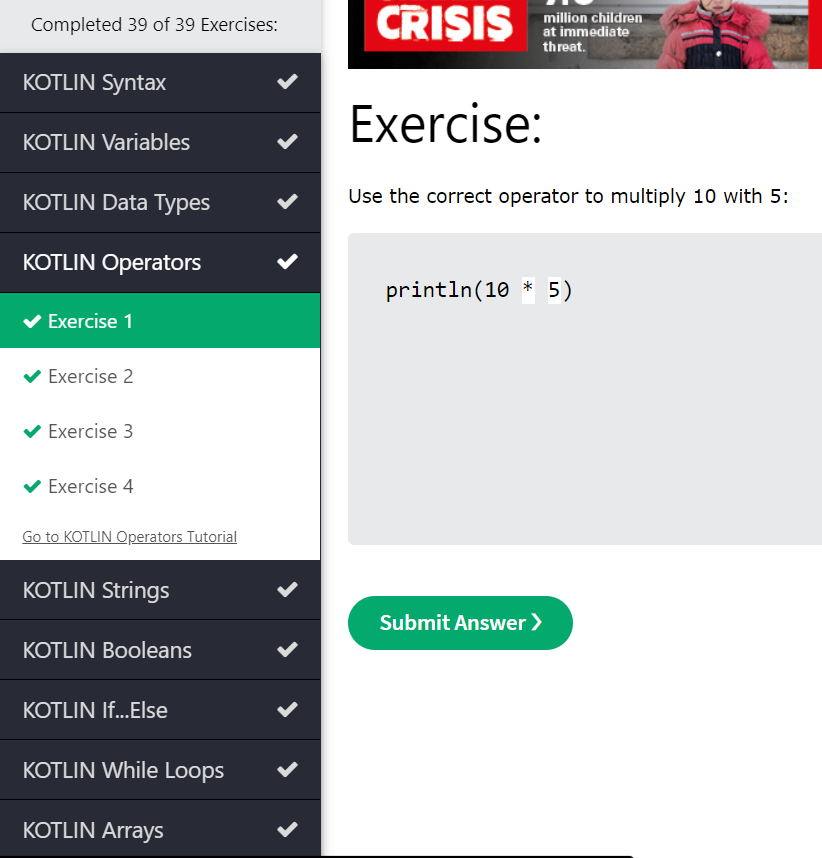 Completed 39 of 39 Exercises:
KOTLIN Syntax
KOTLIN Variables
KOTLIN Data Types
KOTLIN Operators
Exercise 1
Exercise 2
Exercise 3
Exercise 4
Go to KOTLIN Operators Tutorial
KOTLIN Strings
KOTLIN Booleans
KOTLIN If...Else
KOTLIN While Loops
KOTLIN Arrays
CRISIS
million children
at immediate
threat.
Exercise:
Use the correct operator to multiply 10 with 5:
println(10 * 5)
Submit Answer ❯